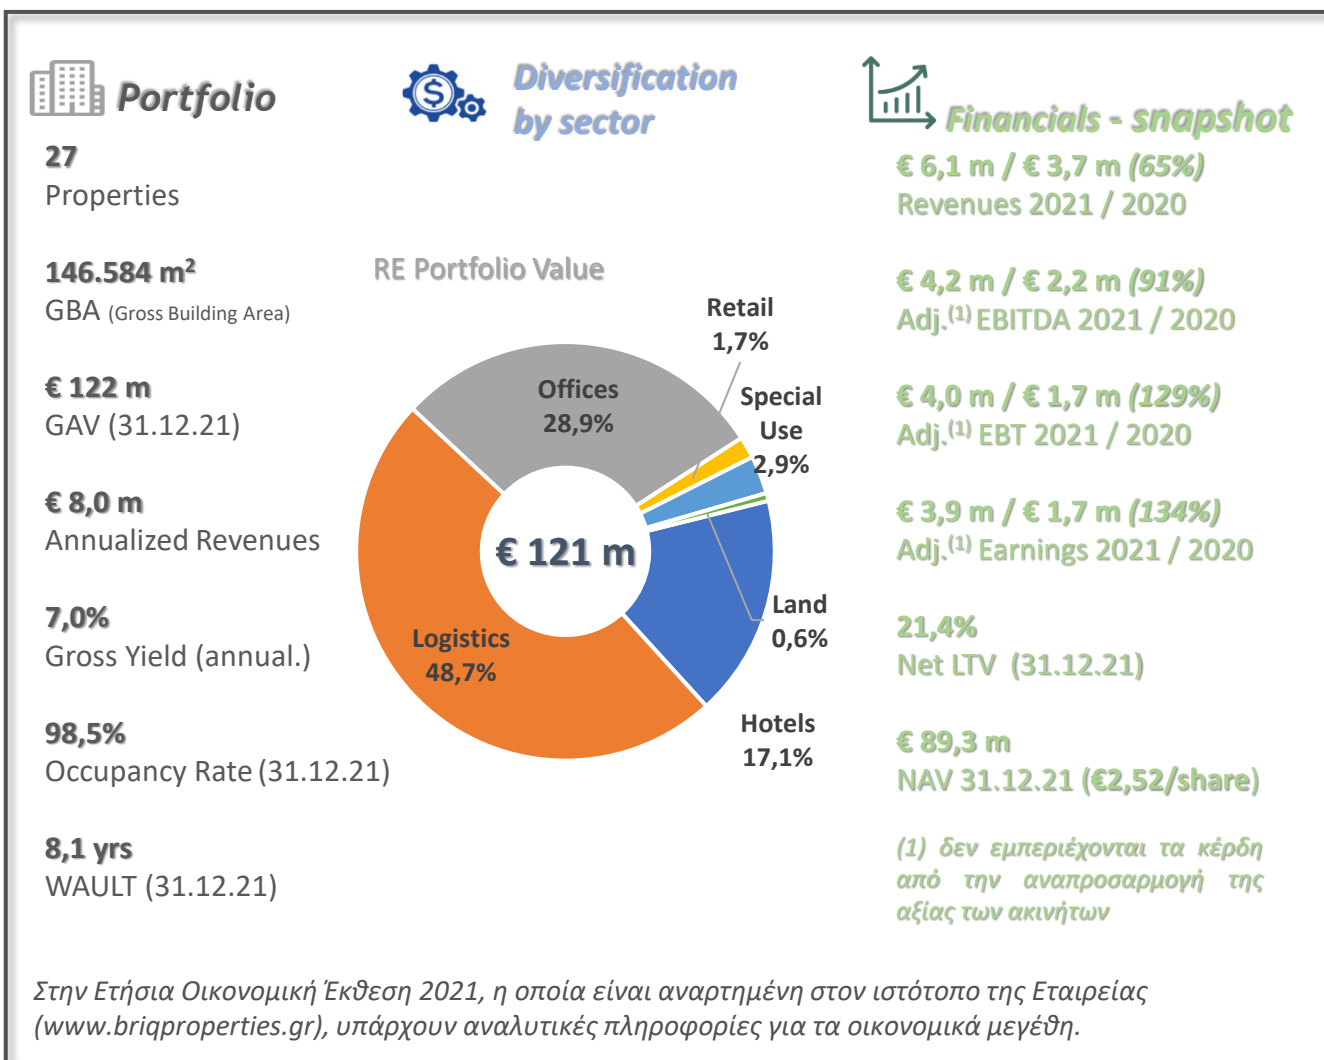 Portfolio
27
Properties
146.584 m²
GBA (Gross Building Area)
€ 122 m
GAV (31.12.21)
€ 8,0 m
Annualized Revenues
7,0%
Gross Yield (annual.)
98,5%
Occupancy Rate (31.12.21)
8,1 yrs
WAULT (31.12.21)
Diversification
by sector
RE Portfolio Value
Retail
1,7%
Offices
28,9%
Special
Use
2,9%
€ 121 m
Land
0,6%
Logistics
48,7%
Hotels
17,1%
Financials - snapshot
€ 6,1 m / € 3,7 m (65%)
Revenues 2021 / 2020
€ 4,2 m / € 2,2 m (91%)
Adj.(1) EBITDA 2021 / 2020
€ 4,0 m / € 1,7 m (129%)
Adj.(1) EBT 2021 / 2020
€ 3,9 m / € 1,7 m (134%)
Adj.(1) Earnings 2021 / 2020
21,4%
Net LTV (31.12.21)
€ 89,3 m
NAV 31.12.21 (€2,52/share)
(1) δεν εμπεριέχονται τα κέρδη
από την αναπροσαρμογή της
αξίας των ακινήτων
Στην Ετήσια Οικονομική Έκθεση 2021, η οποία είναι αναρτημένη στον ιστότοπο της Εταιρείας
(www.briqproperties.gr), υπάρχουν αναλυτικές πληροφορίες για τα οικονομικά μεγέθη.